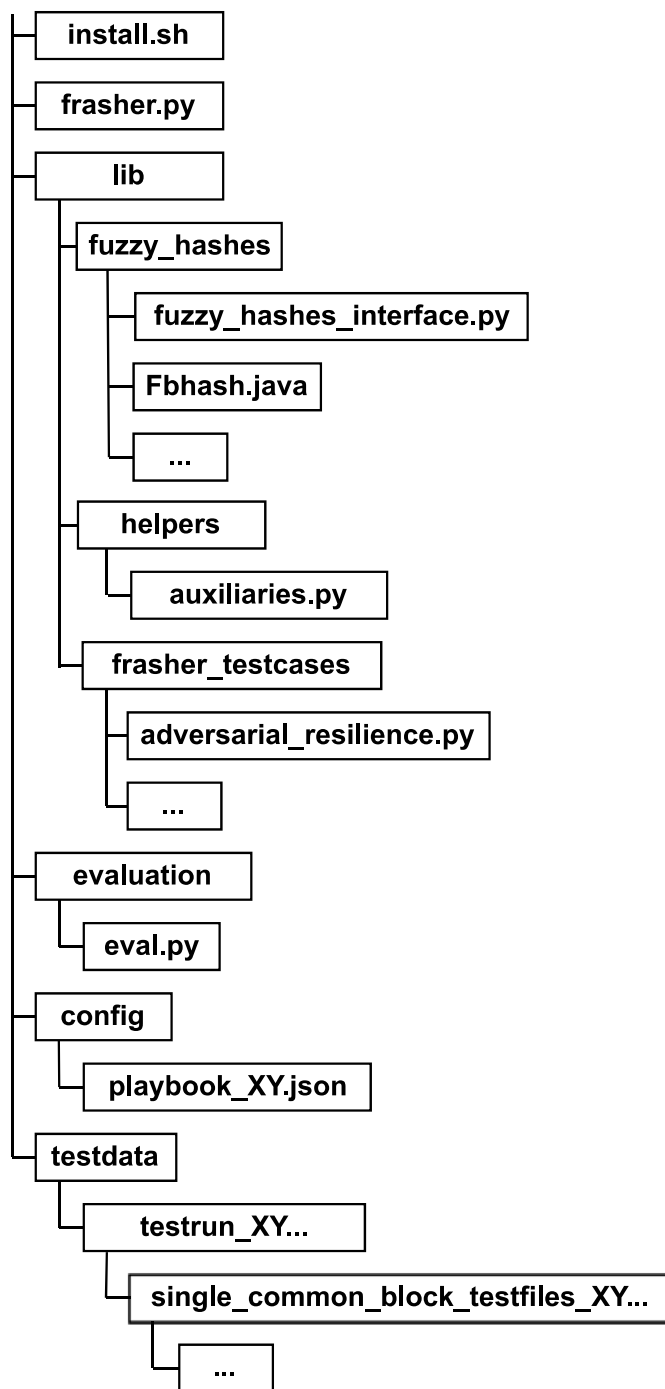 install.sh
frasher.py
lib
fuzzy_hashes
fuzzy_hashes_interface.py
Fbhash.java
...
helpers
auxiliaries.py
frasher_testcases
adversarial_resilience.py
...
evaluation
eval.py
config
playbook_XY.json
testdata
testrun_XY...
single_common_block_testfiles_XY...
...